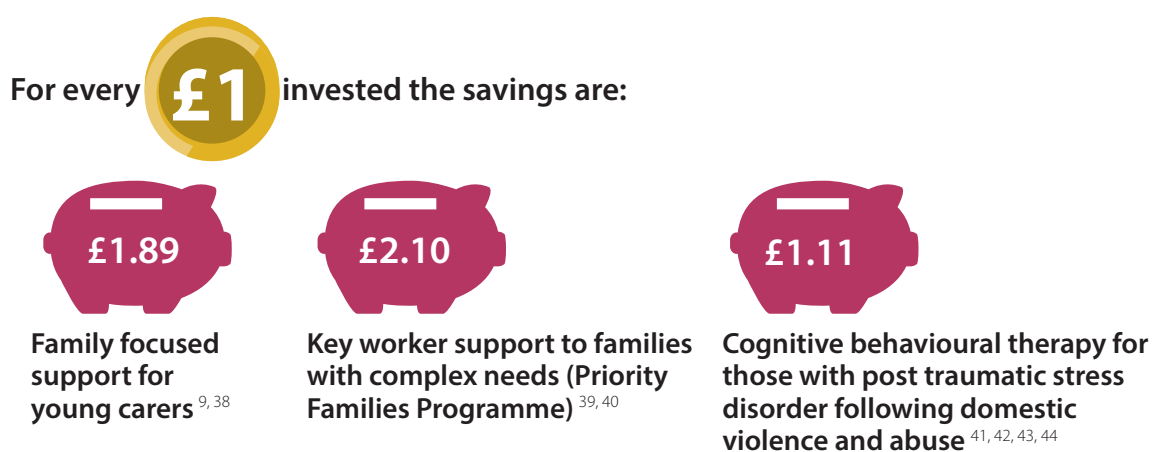 For every £1 invested the savings are:
£1.89
Family focused
support for
young carers 9, 38
£2.10
Key worker support to families
with complex needs (Priority
Families Programme) 39, 40
£1.11
Cognitive behavioural therapy for
those with post traumatic stress
disorder following domestic
violence and abuse 41, 42, 43, 44